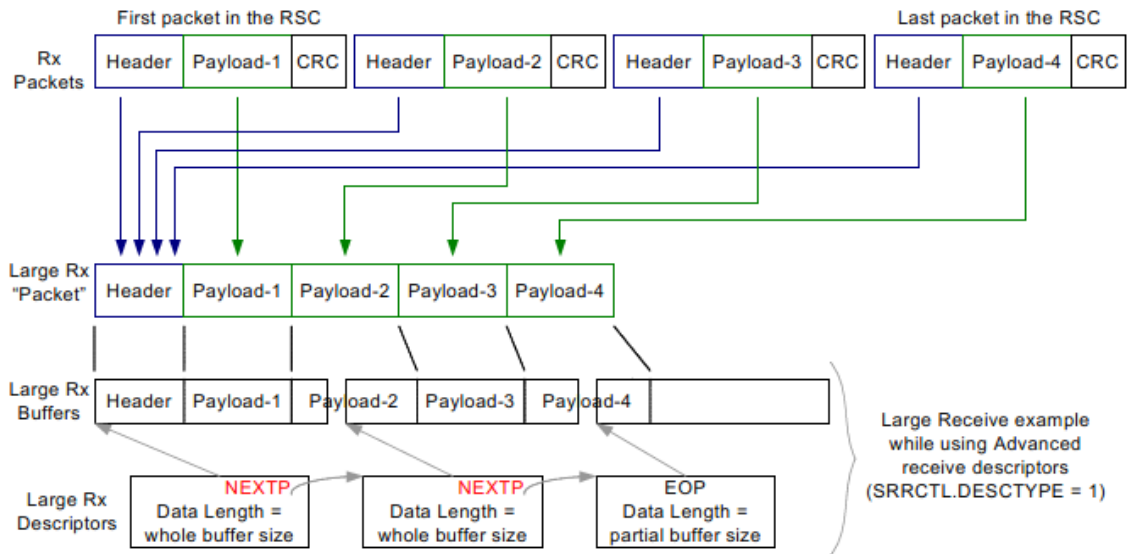 First packet in the RSC
Last packet in the RSC
Rx
Packets
Header Payload-1 CRC Header Payload-2 CRC Header Payload-3 CRC Header Payload-4 CRC
Large Rx
"Packet"
Header Payload-1 Payload-2 Payload-3 Payload-4
Large Rx
Buffers
Header Payload-1 Payload-2 Payload-3 Payload-4
Large Rx
Descriptors
NEXTP
Data Length =
whole buffer size
NEXTP
Data Length =
whole buffer size
EOP
Data Length =
partial buffer size
Large Receive example
while using Advanced
receive descriptors
(SRRCTL.DESCTYPE = 1)